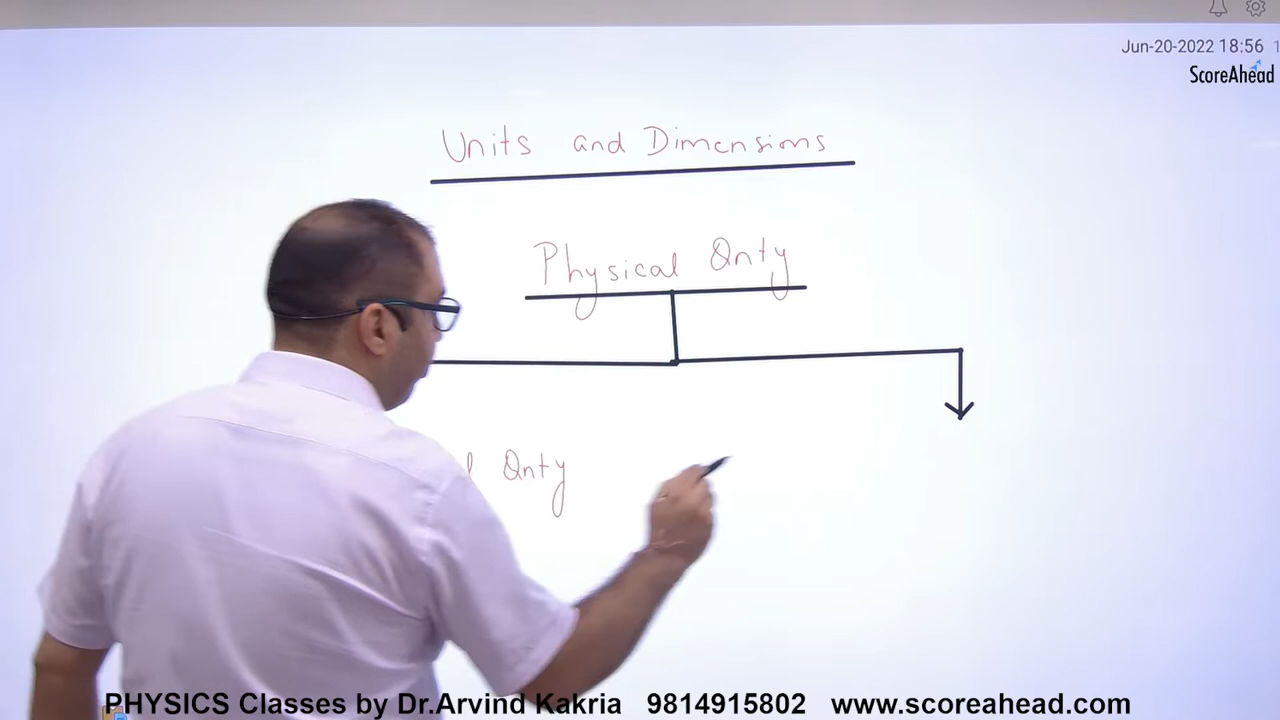 Jun-20-2022 18:56
ScoreAhead
Units and Dimensions
Physical Qnty
Qnty
PHYSICS Classes by Dr.Arvind Kakria 9814915802 www.scoreahead.com